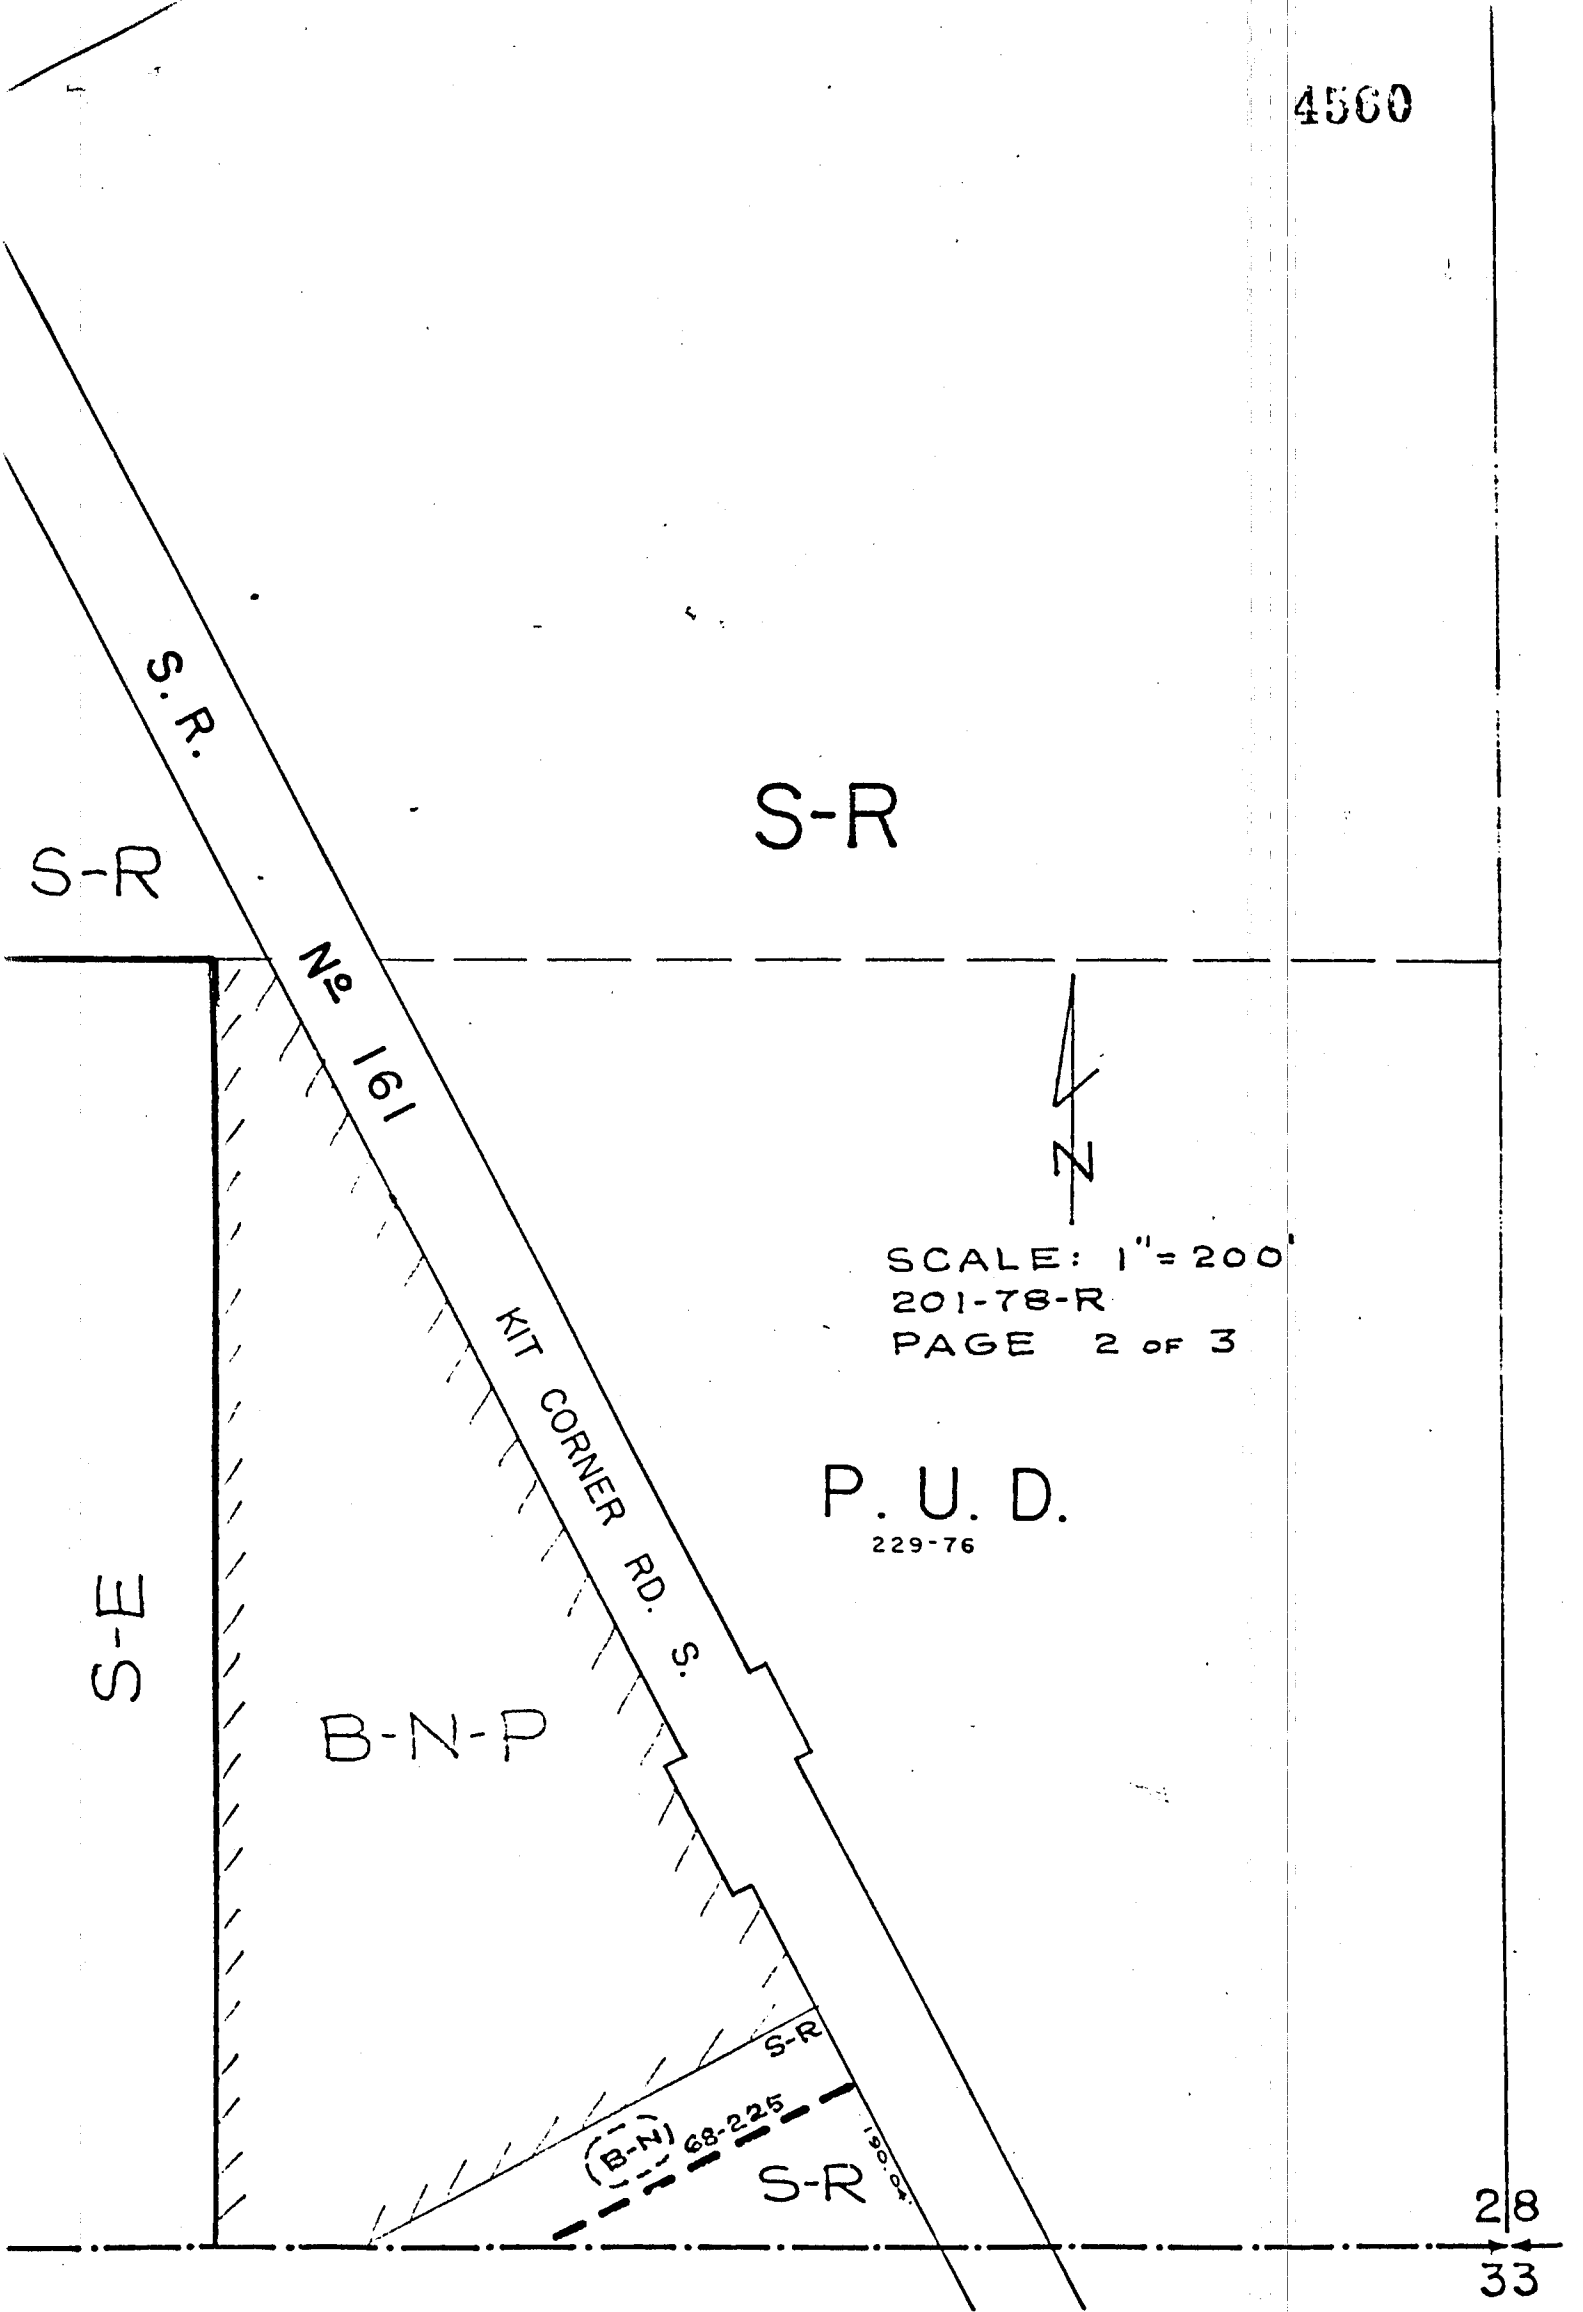 4560
S. R.
S-R
S-R
Nº 161
N
SCALE: 1"=200'
201-78-R
PAGE 2 OF 3
KIT CORNER RD. S.
P. U. D.
229-76
S-E
B-N-P
S-R
(B-N) 68-225
S-R
190.04'
28
33